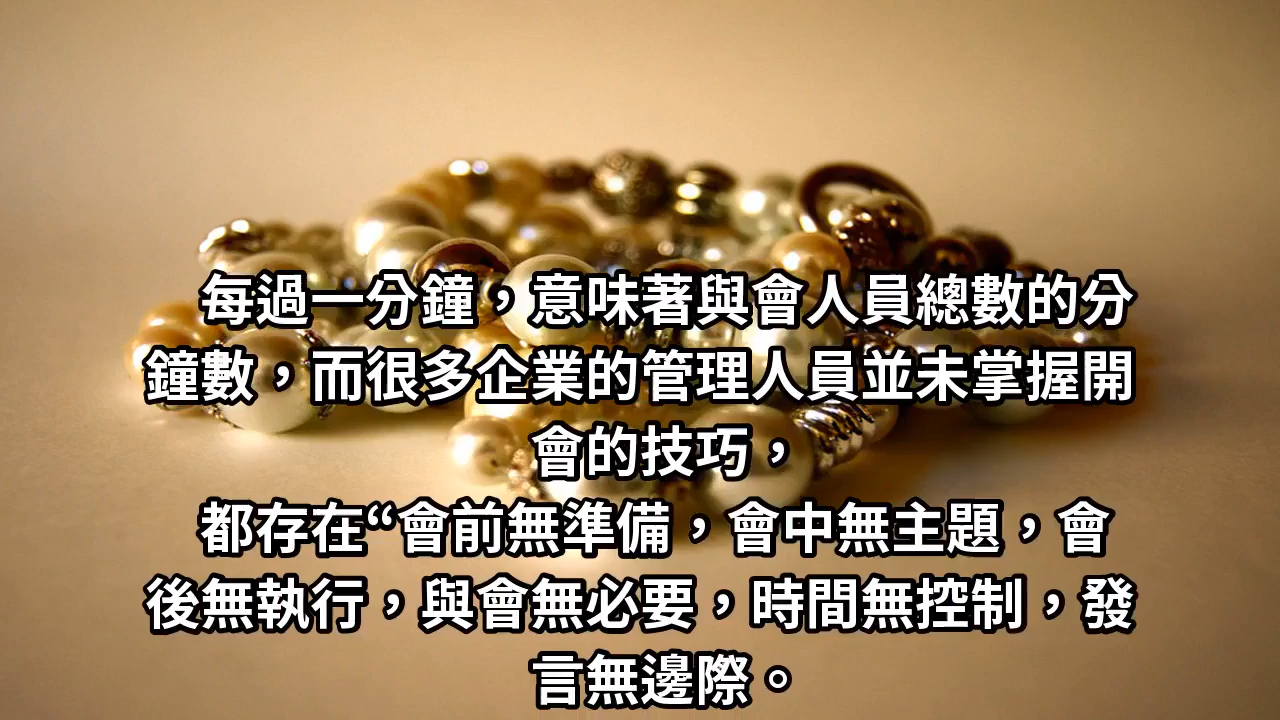 每過一分鐘，意味著與會人員總數的分
鐘數，而很多企業的管理人員並未掌握開
會的技巧，
都存在“會前無準備，會中無主題，會
後無執行，與會無必要，時間無控制，發
言無邊際。